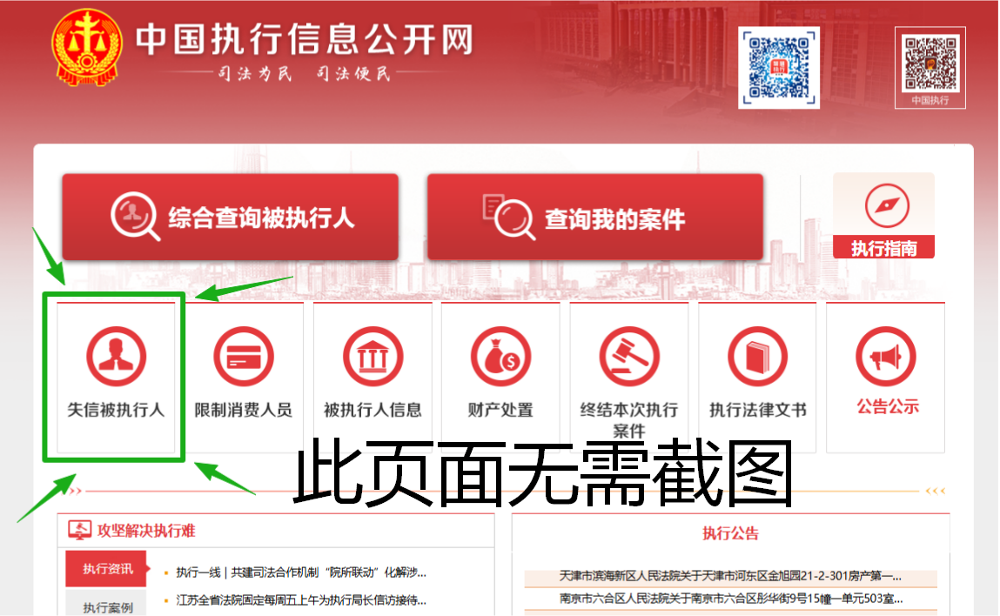 中国执行信息公开网
司法为民 司法便民
中国执行
综合查询被执行人
查询我的案件
执行指南
失信被执行人
限制消费人员
被执行人信息
财产处置
终结本次执行
案件
执行法律文书
公告公示
此页面无需截图
攻坚解决执行难
执行公告
执行资讯
执行一线 | 共建司法合作机制“院所联动”化解涉...
天津市滨海新区人民法院关于天津市河东区金旭园21-2-301房产第一...
江苏全省法院固定每周五上午为执行局长信访接待...
南京市六合区人民法院关于南京市六合区彤华街9号15幢一单元503室...
执行案例